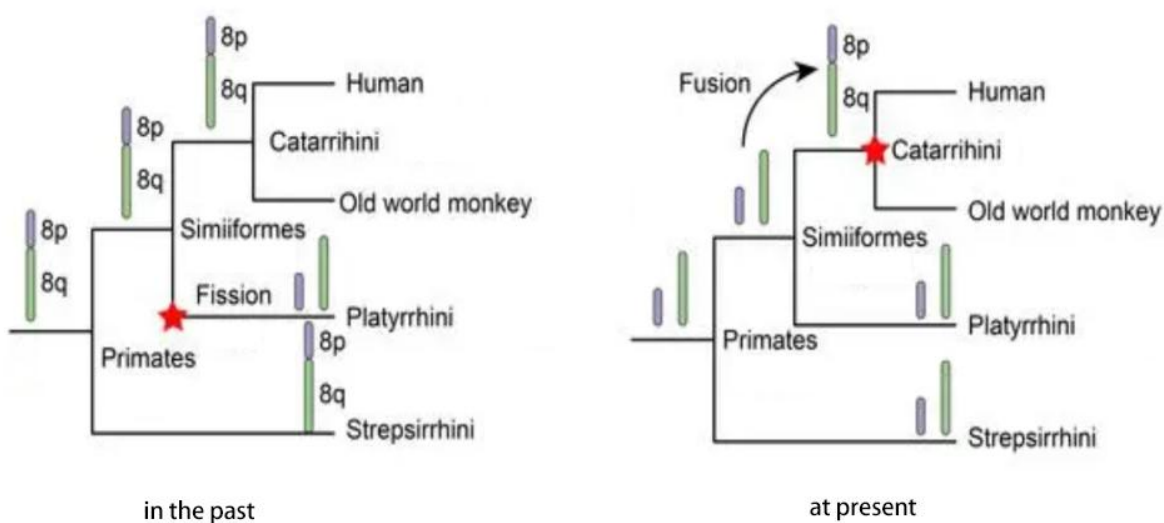 8p
8q
Human
Catarrihini
Old world monkey
8p
8q
Simiiformes
8p
8q
Fission
Platyrrhini
Primates
8p
8q
Strepsirrhini
in the past
Fusion
8p
8q
Human
Catarrihini
Old world monkey
Simiiformes
Platyrrhini
Primates
Strepsirrhini
at present